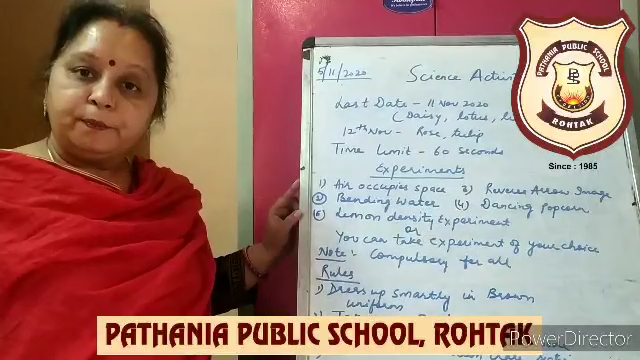 5/11/2020
Science Activi
Last Date - 11 Nov 2020
(Daisy, lotus, li
12th Nov - Rose, tulip
Time limit - 60 seconds
Experiments
1) Air occupies space 2) Reverse Arrow Image
3) Bending Water (4) Dancing Popcorn
5) Lemon density Experiment
or
You can take experiment of your choice
Note :- Compulsory for all
Rules
1) Dress up smartly in Brown
uniform
PATHANIA PUBLIC SCHOOL
PS
ROHTAK
Since : 1985
PATHANIA PUBLIC SCHOOL, ROHTAK
PowerDirector